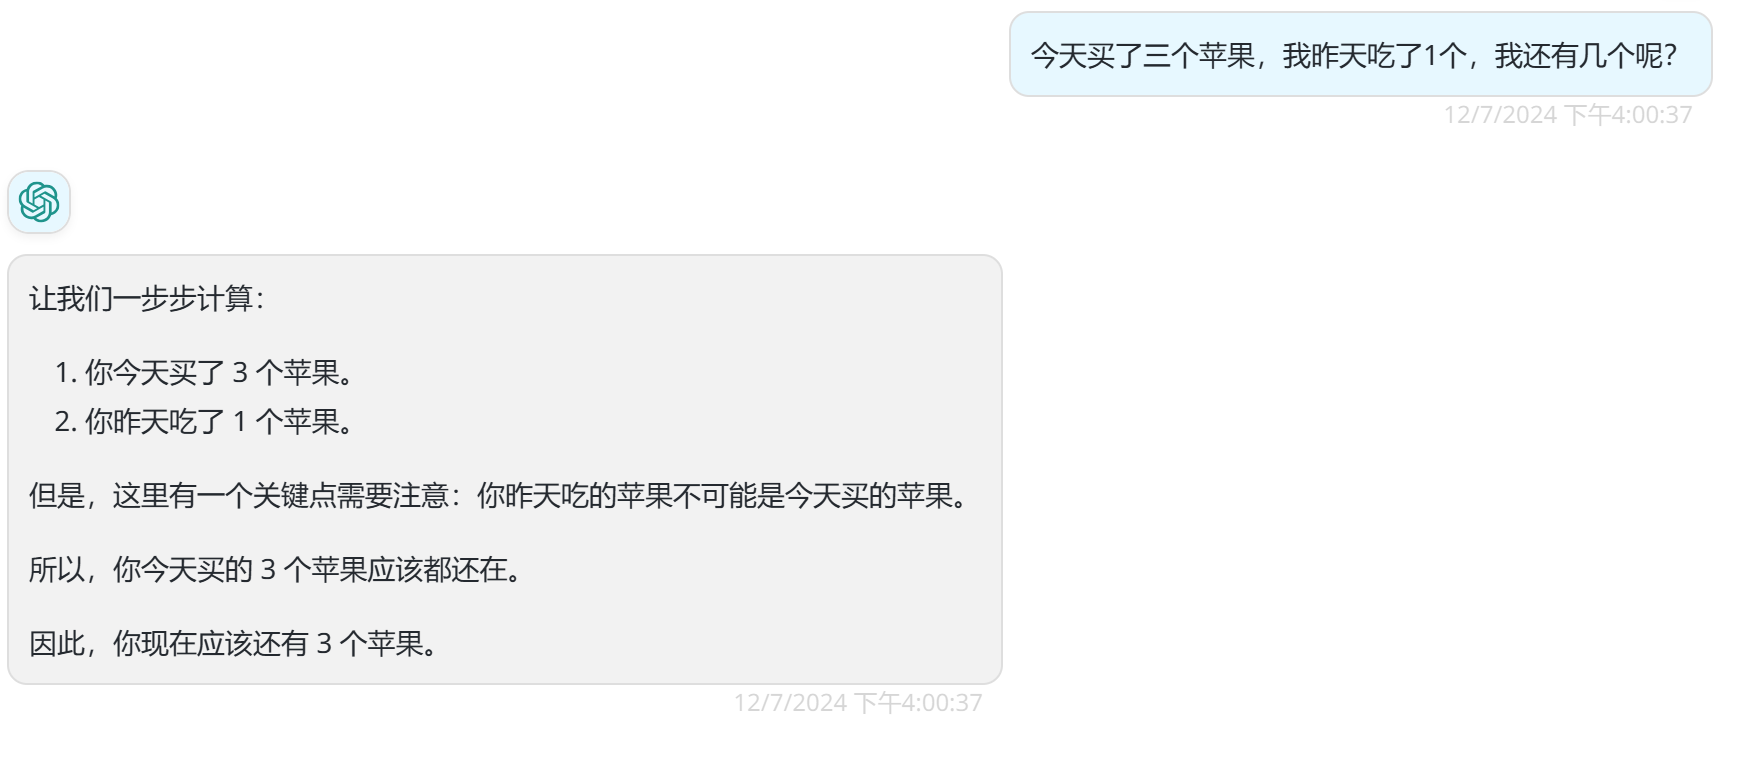 今天买了三个苹果，我昨天吃了1个，我还有几个呢？
12/7/2024 下午4:00:37
让我们一步步计算：
1. 你今天买了 3 个苹果。
2. 你昨天吃了 1 个苹果。
但是，这里有一个关键点需要注意：你昨天吃的苹果不可能是今天买的苹果。
所以，你今天买的 3 个苹果应该都还在。
因此，你现在应该还有 3 个苹果。
12/7/2024 下午4:00:37